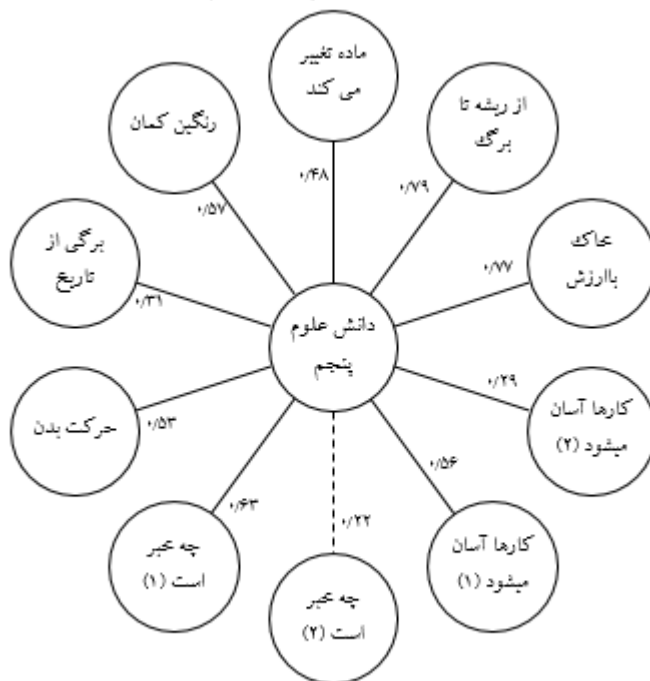 ماده تغییر
می کند
از ریشه تا
برگ
۰/۷۹
خاک
باارزش
۰/۷۷
کارها آسان
میشود (۲)
۰/۲۹
کارها آسان
میشود (۱)
۰/۵۶
چه خبر
است (۲)
۰/۲۲
چه خبر
است (۱)
۰/۶۳
حرکت بدن
۰/۵۳
برگی از
تاریخ
۰/۳۱
رنگین کمان
۰/۵۷
۰/۴۸
دانش علوم
پنجم